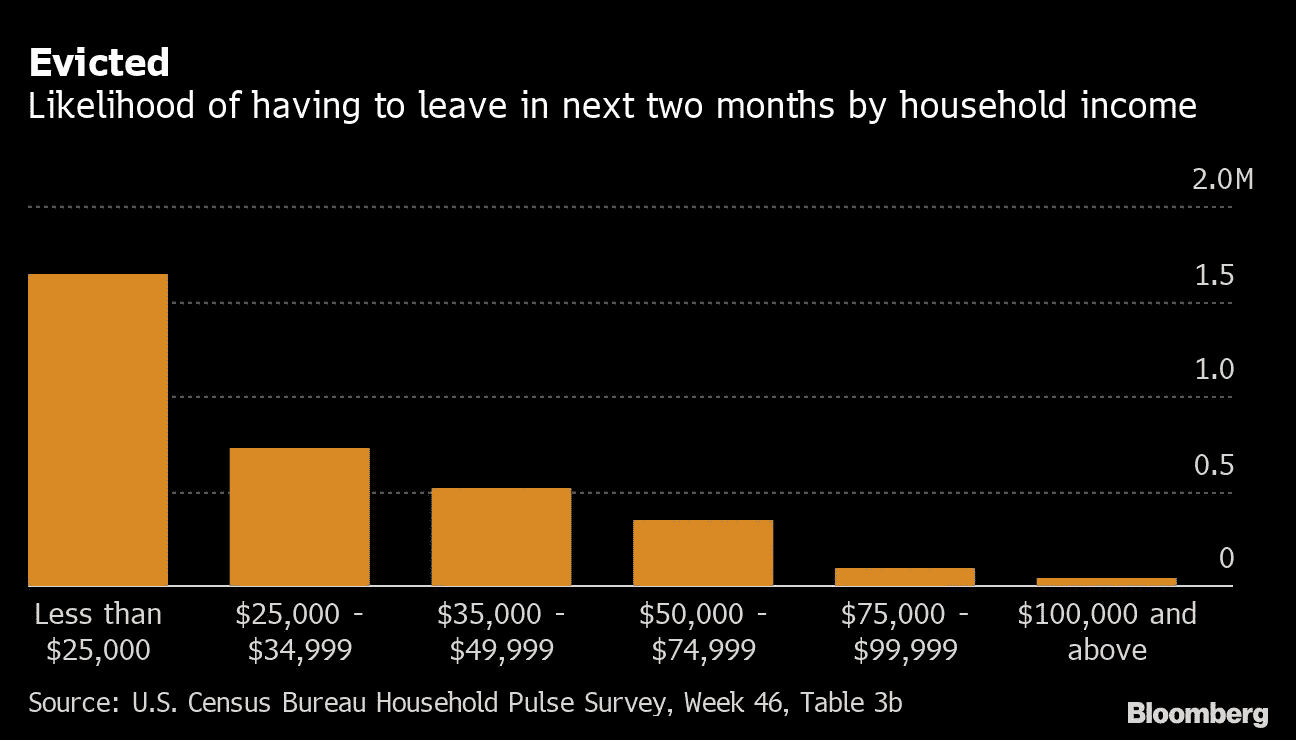 Evicted
Likelihood of having to leave in next two months by household income
2.0M
1.5
1.0
0.5
0
Less than
$25,000
$25,000 -
$34,999
$35,000 -
$49,999
$50,000 -
$74,999
$75,000 -
$99,999
$100,000 and
above
Source: U.S. Census Bureau Household Pulse Survey, Week 46, Table 3b
Bloomberg